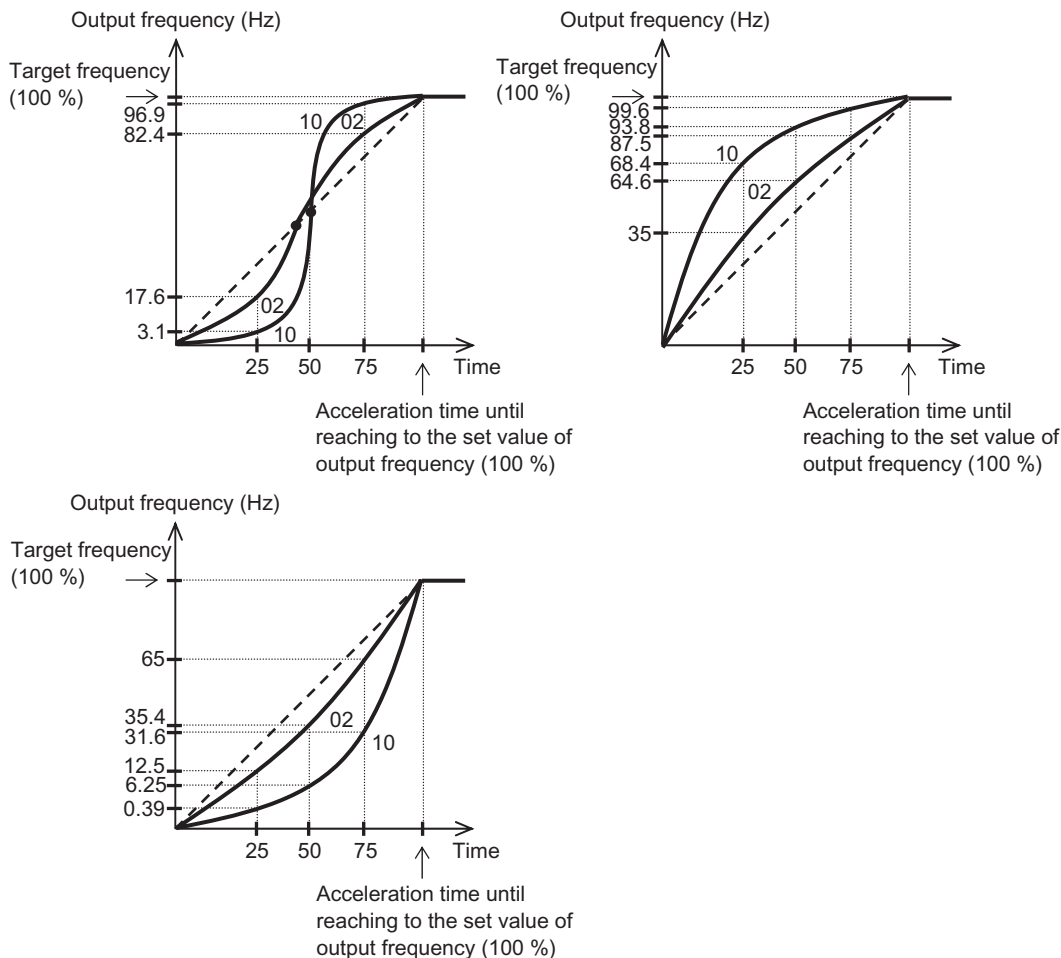 Output frequency (Hz)
Target frequency
(100 %)
96.9
82.4
17.6
3.1
10
02
02
10
25 50 75 Time
Acceleration time until
reaching to the set value of
output frequency (100 %)
Output frequency (Hz)
Target frequency
(100 %)
99.6
93.8
87.5
68.4
64.6
35
10
02
25 50 75 Time
Acceleration time until
reaching to the set value of
output frequency (100 %)
Output frequency (Hz)
Target frequency
(100 %)
65
35.4
31.6
12.5
6.25
0.39
02
10
25 50 75 Time
Acceleration time until
reaching to the set value of
output frequency (100 %)